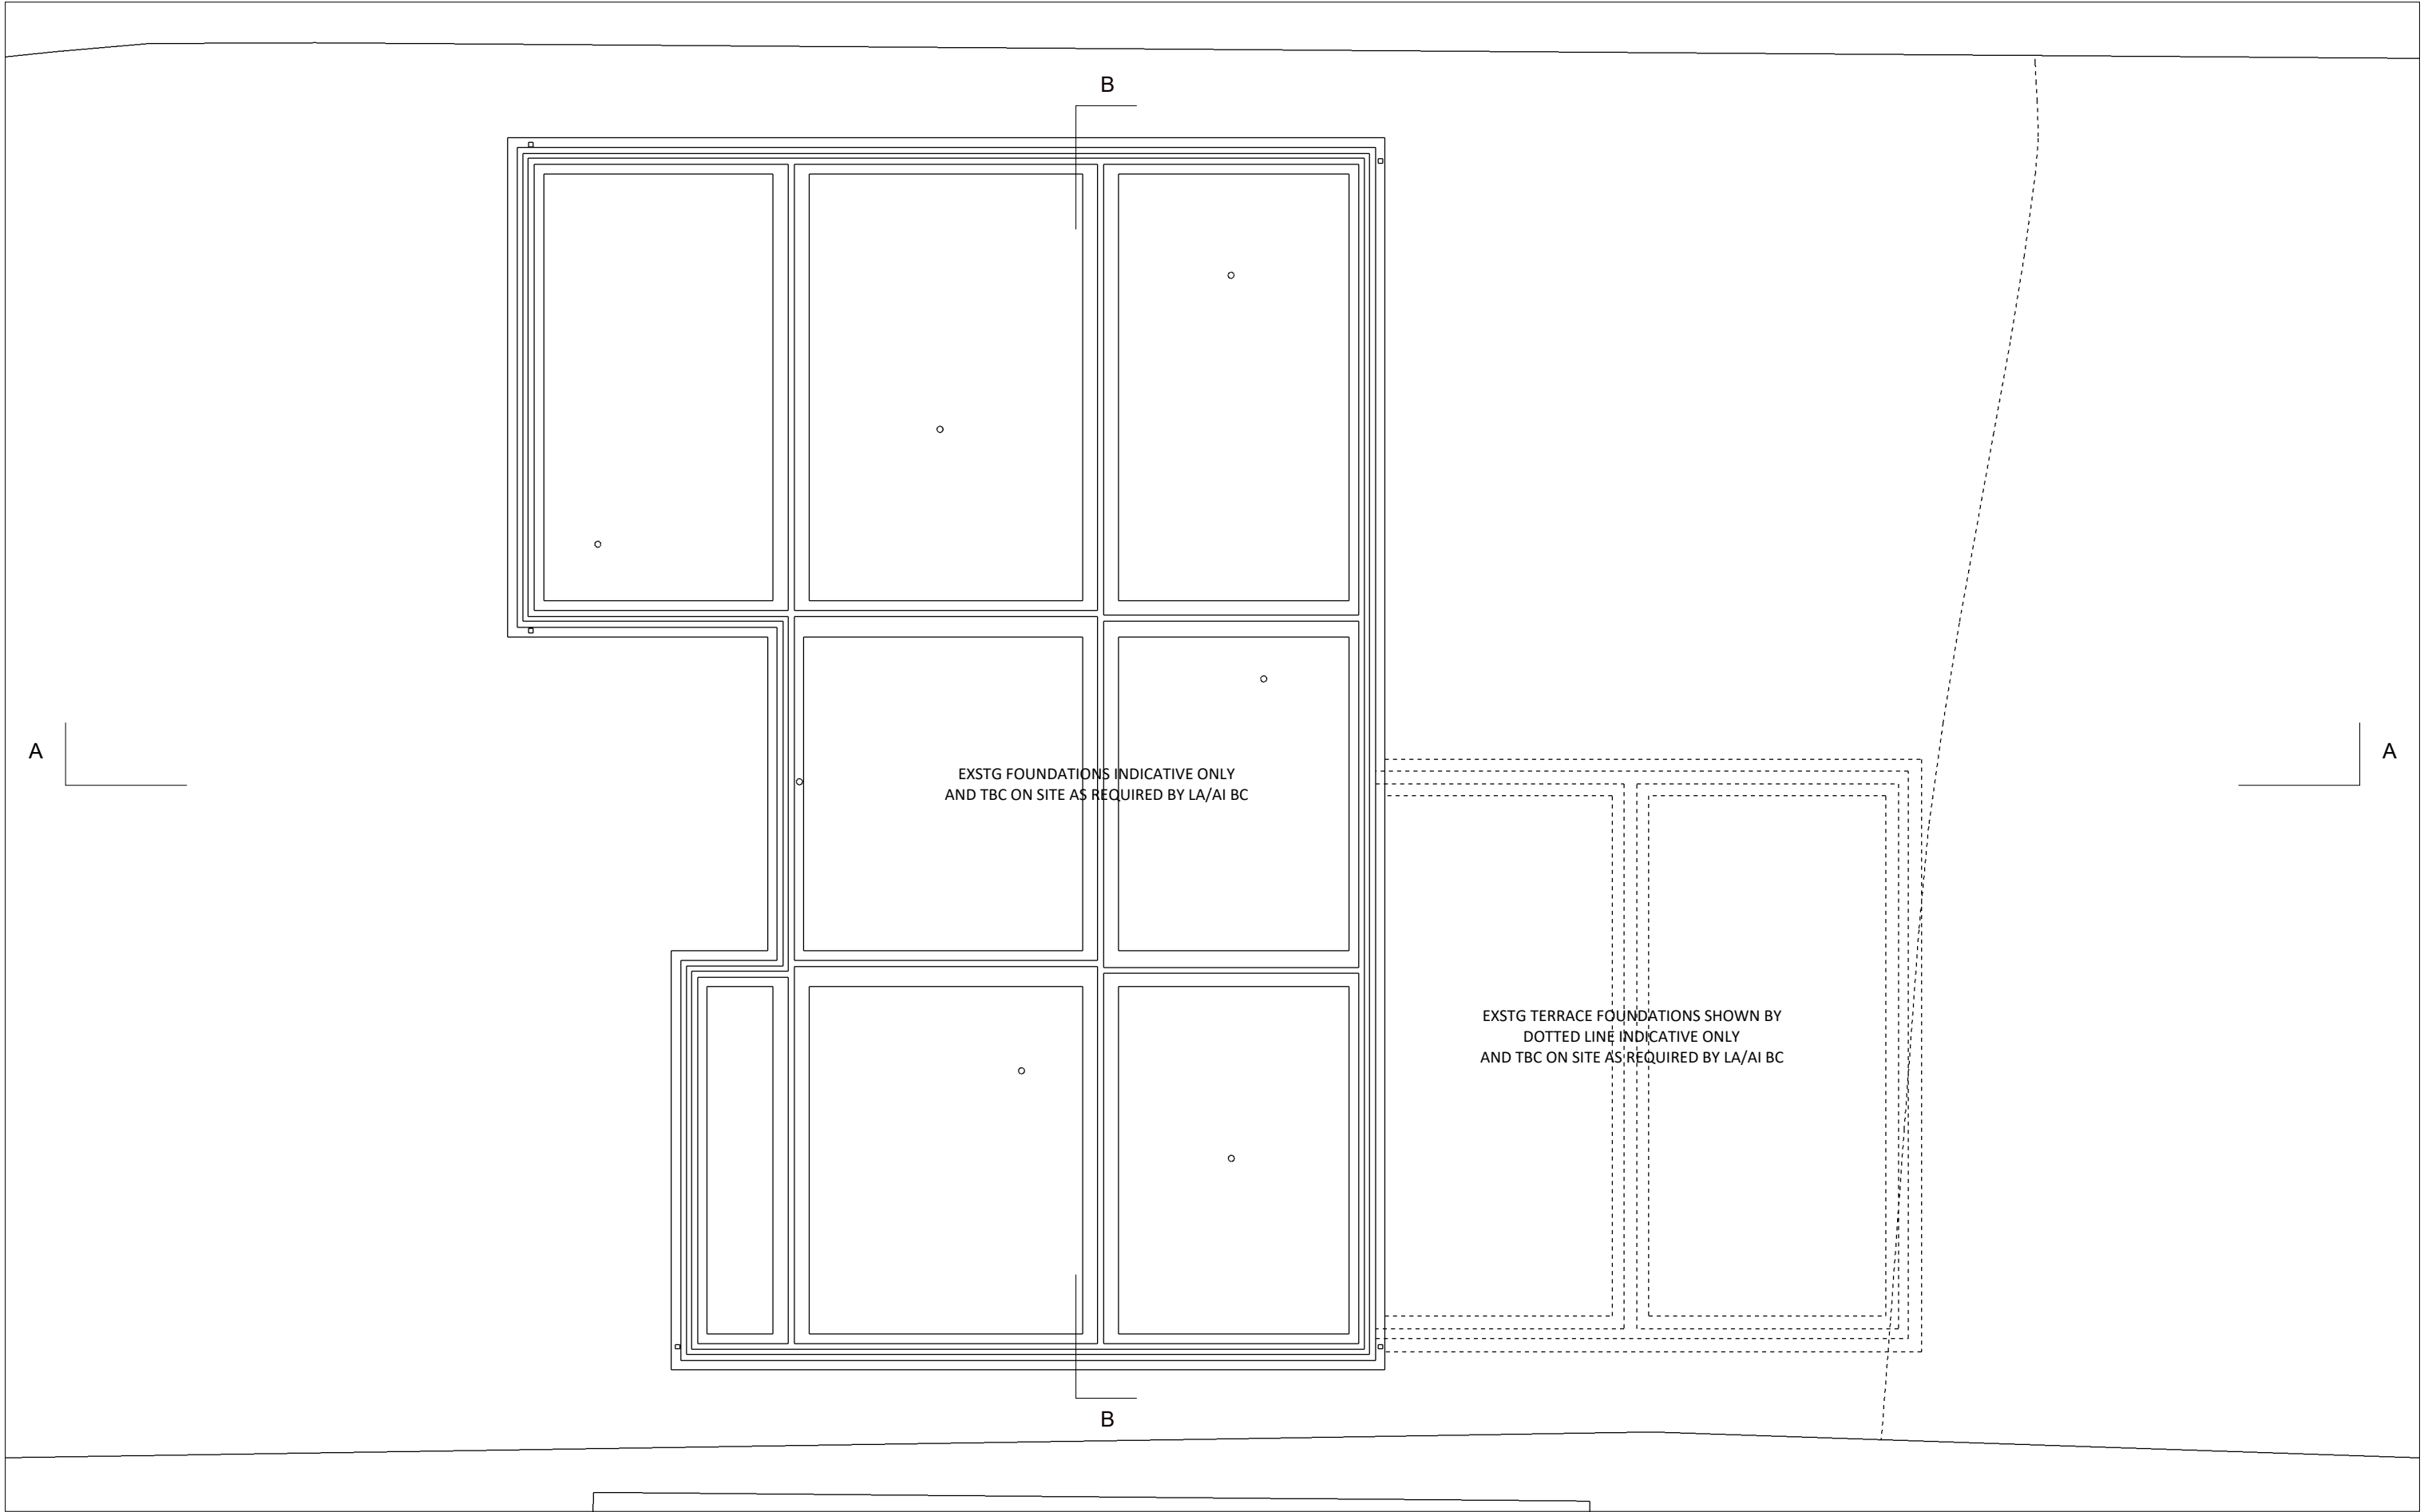 B
A
A
EXSTG FOUNDATIONS INDICATIVE ONLY
AND TBC ON SITE AS REQUIRED BY LA/AI BC
EXSTG TERRACE FOUNDATIONS SHOWN BY
DOTTED LINE INDICATIVE ONLY
AND TBC ON SITE AS REQUIRED BY LA/AI BC
B